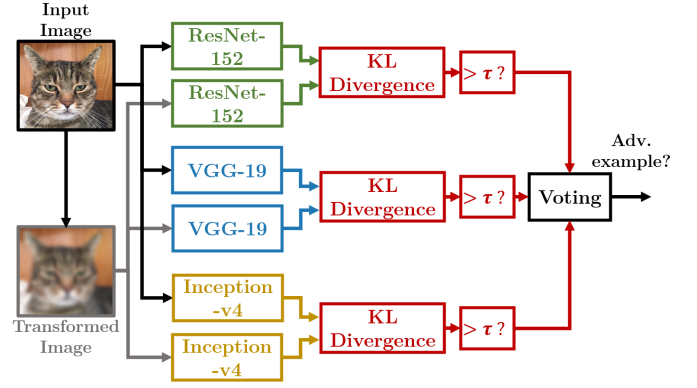 Input
Image
ResNet-
152
ResNet-
152
KL
Divergence
> τ ?
VGG-19
VGG-19
KL
Divergence
> τ ?
Adv.
example?
Voting
Transformed
Image
Inception
-v4
Inception
-v4
KL
Divergence
> τ ?